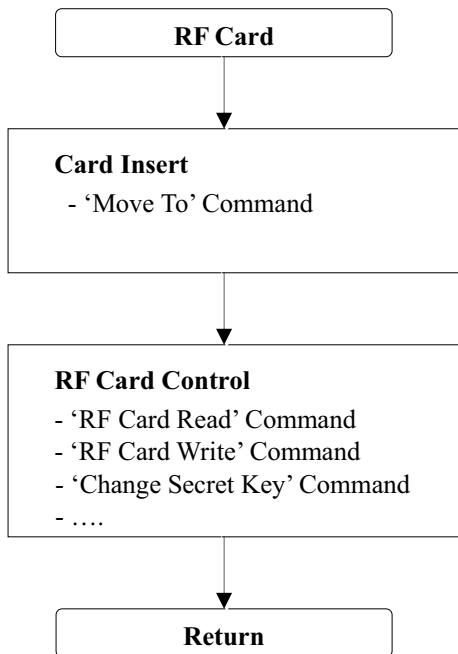 RF Card
Card Insert
- ‘Move To’ Command
RF Card Control
- ‘RF Card Read’ Command
- ‘RF Card Write’ Command
- ‘Change Secret Key’ Command
- ….
Return